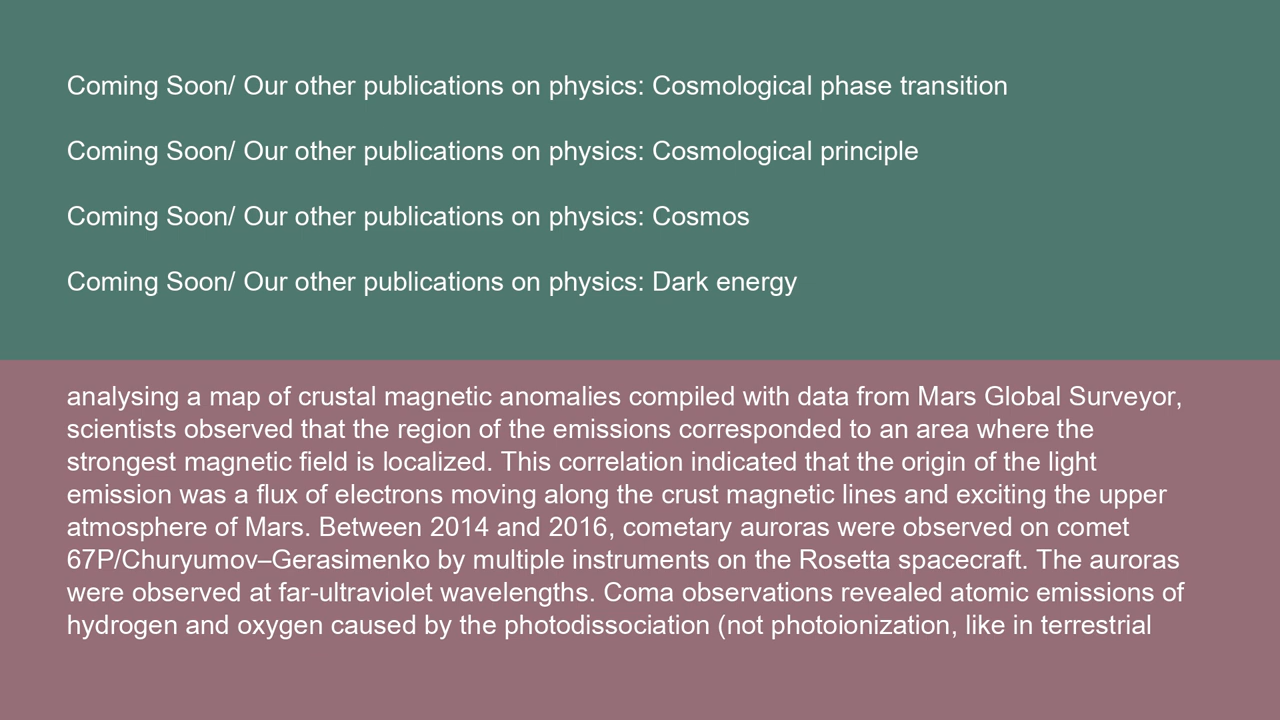 Coming Soon/ Our other publications on physics: Cosmological phase transition
Coming Soon/ Our other publications on physics: Cosmological principle
Coming Soon/ Our other publications on physics: Cosmos
Coming Soon/ Our other publications on physics: Dark energy
analysing a map of crustal magnetic anomalies compiled with data from Mars Global Surveyor,
scientists observed that the region of the emissions corresponded to an area where the
strongest magnetic field is localized. This correlation indicated that the origin of the light
emission was a flux of electrons moving along the crust magnetic lines and exciting the upper
atmosphere of Mars. Between 2014 and 2016, cometary auroras were observed on comet
67P/Churyumov–Gerasimenko by multiple instruments on the Rosetta spacecraft. The auroras
were observed at far-ultraviolet wavelengths. Coma observations revealed atomic emissions of
hydrogen and oxygen caused by the photodissociation (not photoionization, like in terrestrial